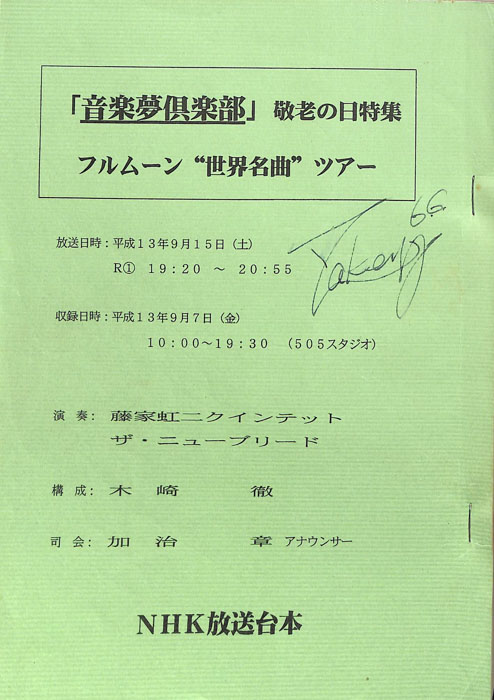 「音楽夢倶楽部」敬老の日特集
フルムーン“世界名曲”ツアー
放送日時：平成13年9月15日（土）
R① 19:20 ～ 20:55
収録日時：平成13年9月7日（金）
10:00～19:30 （505スタジオ）
演 奏： 藤家虹二クインテット
ザ・ニューブリード
構 成： 木 崎 徹
司 会： 加 治 章 アナウンサー
NHK放送台本